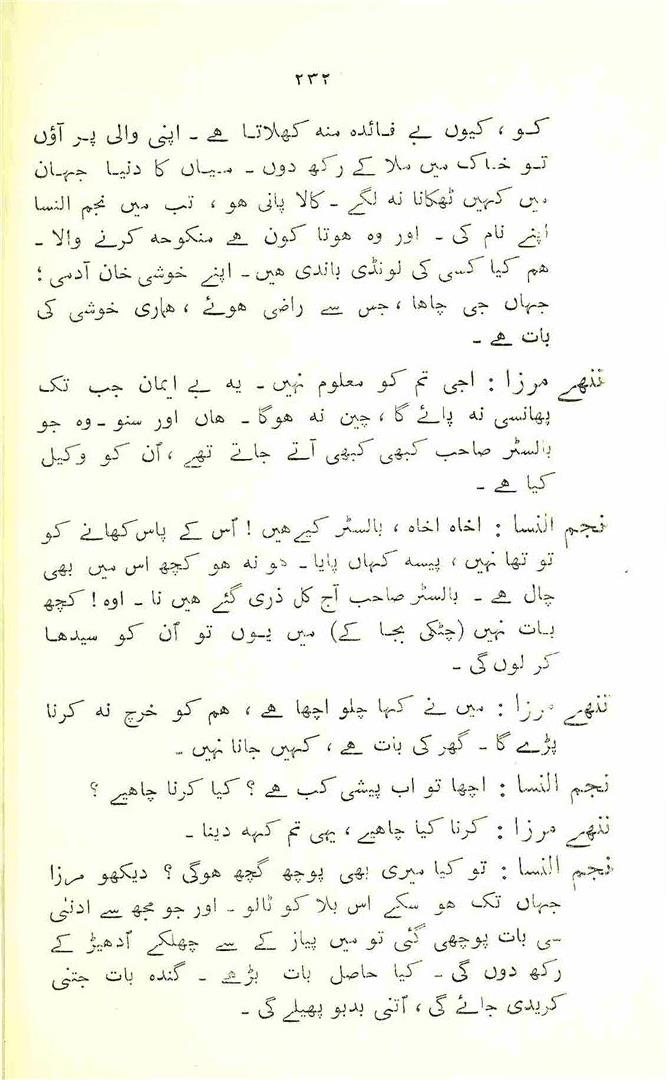 ۲۳۲
کو ، کیوں بے فائدہ منہ کھلاتا ہے ۔ اپنی والی پر آؤں
تو خاک میں ملا کے رکھ دوں ۔ میاں کا دنیا جہان
میں کہیں ٹھکانا نہ لگے ۔ کالا پانی ہو ، تب میں نجم النسا
اپنے نام کی ۔ اور وہ ہوتا کون ہے منکوحہ کرنے والا ۔
ہم کیا کسی کی لونڈی باندی ہیں ۔ اپنے خوشی خان آدمی ؛
جہاں جی چاہا ، جس سے راضی ہوئے ، ہماری خوشی کی
بات ہے ۔
ننھے مرزا : اجی تم کو معلوم نہیں ۔ یہ بے ایمان جب تک
پھانسی نہ پائے گا ، چین نہ ہوگا ۔ ہاں اور سنو ۔ وہ جو
بالسٹر صاحب کبھی کبھی آتے جاتے تھے ، اُن کو وکیل
کیا ہے ۔
نجم النسا : اخاہ اخاہ ، بالسٹر کیے ہیں ! اُس کے پاس کھانے کو
تو تھا نہیں ، پیسہ کہاں پایا ۔ ہو نہ ہو کچھ اس میں بھی
چال ہے ۔ بالسٹر صاحب آج کل ذری گئے ہیں نا ۔ اوہ ! کچھ
بات نہیں (چٹکی بجا کے) میں یوں تو اُن کو سیدھا
کر لوں گی ۔
ننھے مرزا : میں نے کہا چلو اچھا ہے ، ہم کو خرچ نہ کرنا
پڑے گا ۔ گھر کی بات ہے ، کہیں جانا نہیں ۔
نجم النسا : اچھا تو اب پیشی کب ہے ؟ کیا کرنا چاہیے ؟
ننھے مرزا : کرنا کیا چاہیے ، یہی تم کہہ دینا ۔
نجم النسا : تو کیا میری بھی پوچھ گچھ ہوگی ؟ دیکھو مرزا
جہاں تک ہو سکے اس بلا کو ٹالو ۔ اور جو مجھ سے ادنیٰ
سی بات پوچھی گئی تو میں پیاز کے سے چھلکے اُدھیڑ کے
رکھ دوں گی ۔ کیا حاصل بات بڑھے ۔ گندہ بات جتنی
کریدی جائے گی ، اُتنی بدبو پھیلے گی ۔